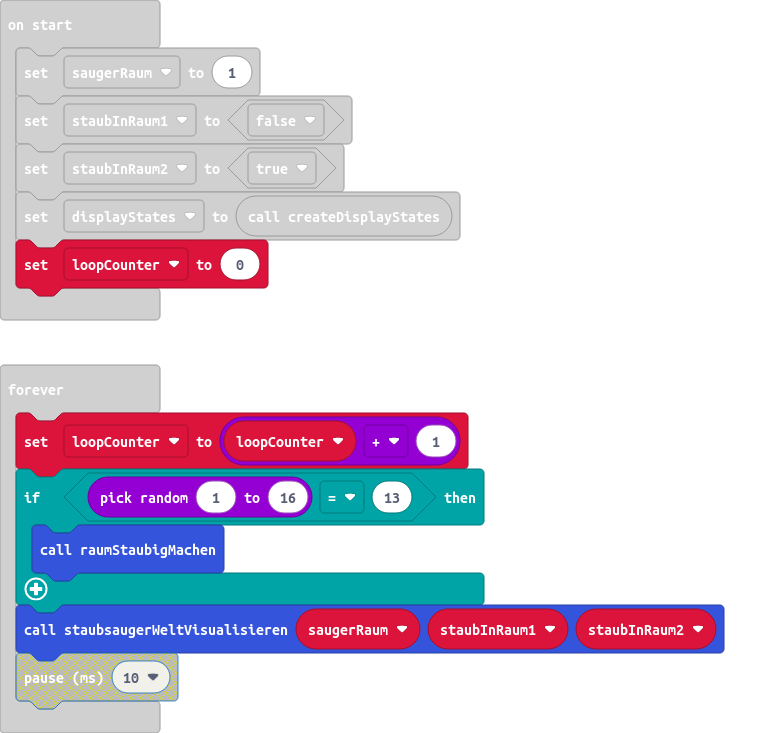 on start
set saugerRaum to 1
set staubInRaum1 to false
set staubInRaum2 to true
set displayStates to call createDisplayStates
set loopCounter to 0
forever
set loopCounter to loopCounter + 1
if pick random 1 to 16 = 13 then
call raumStaubigMachen
call staubsaugerWeltVisualisieren saugerRaum staubInRaum1 staubInRaum2
pause (ms) 10